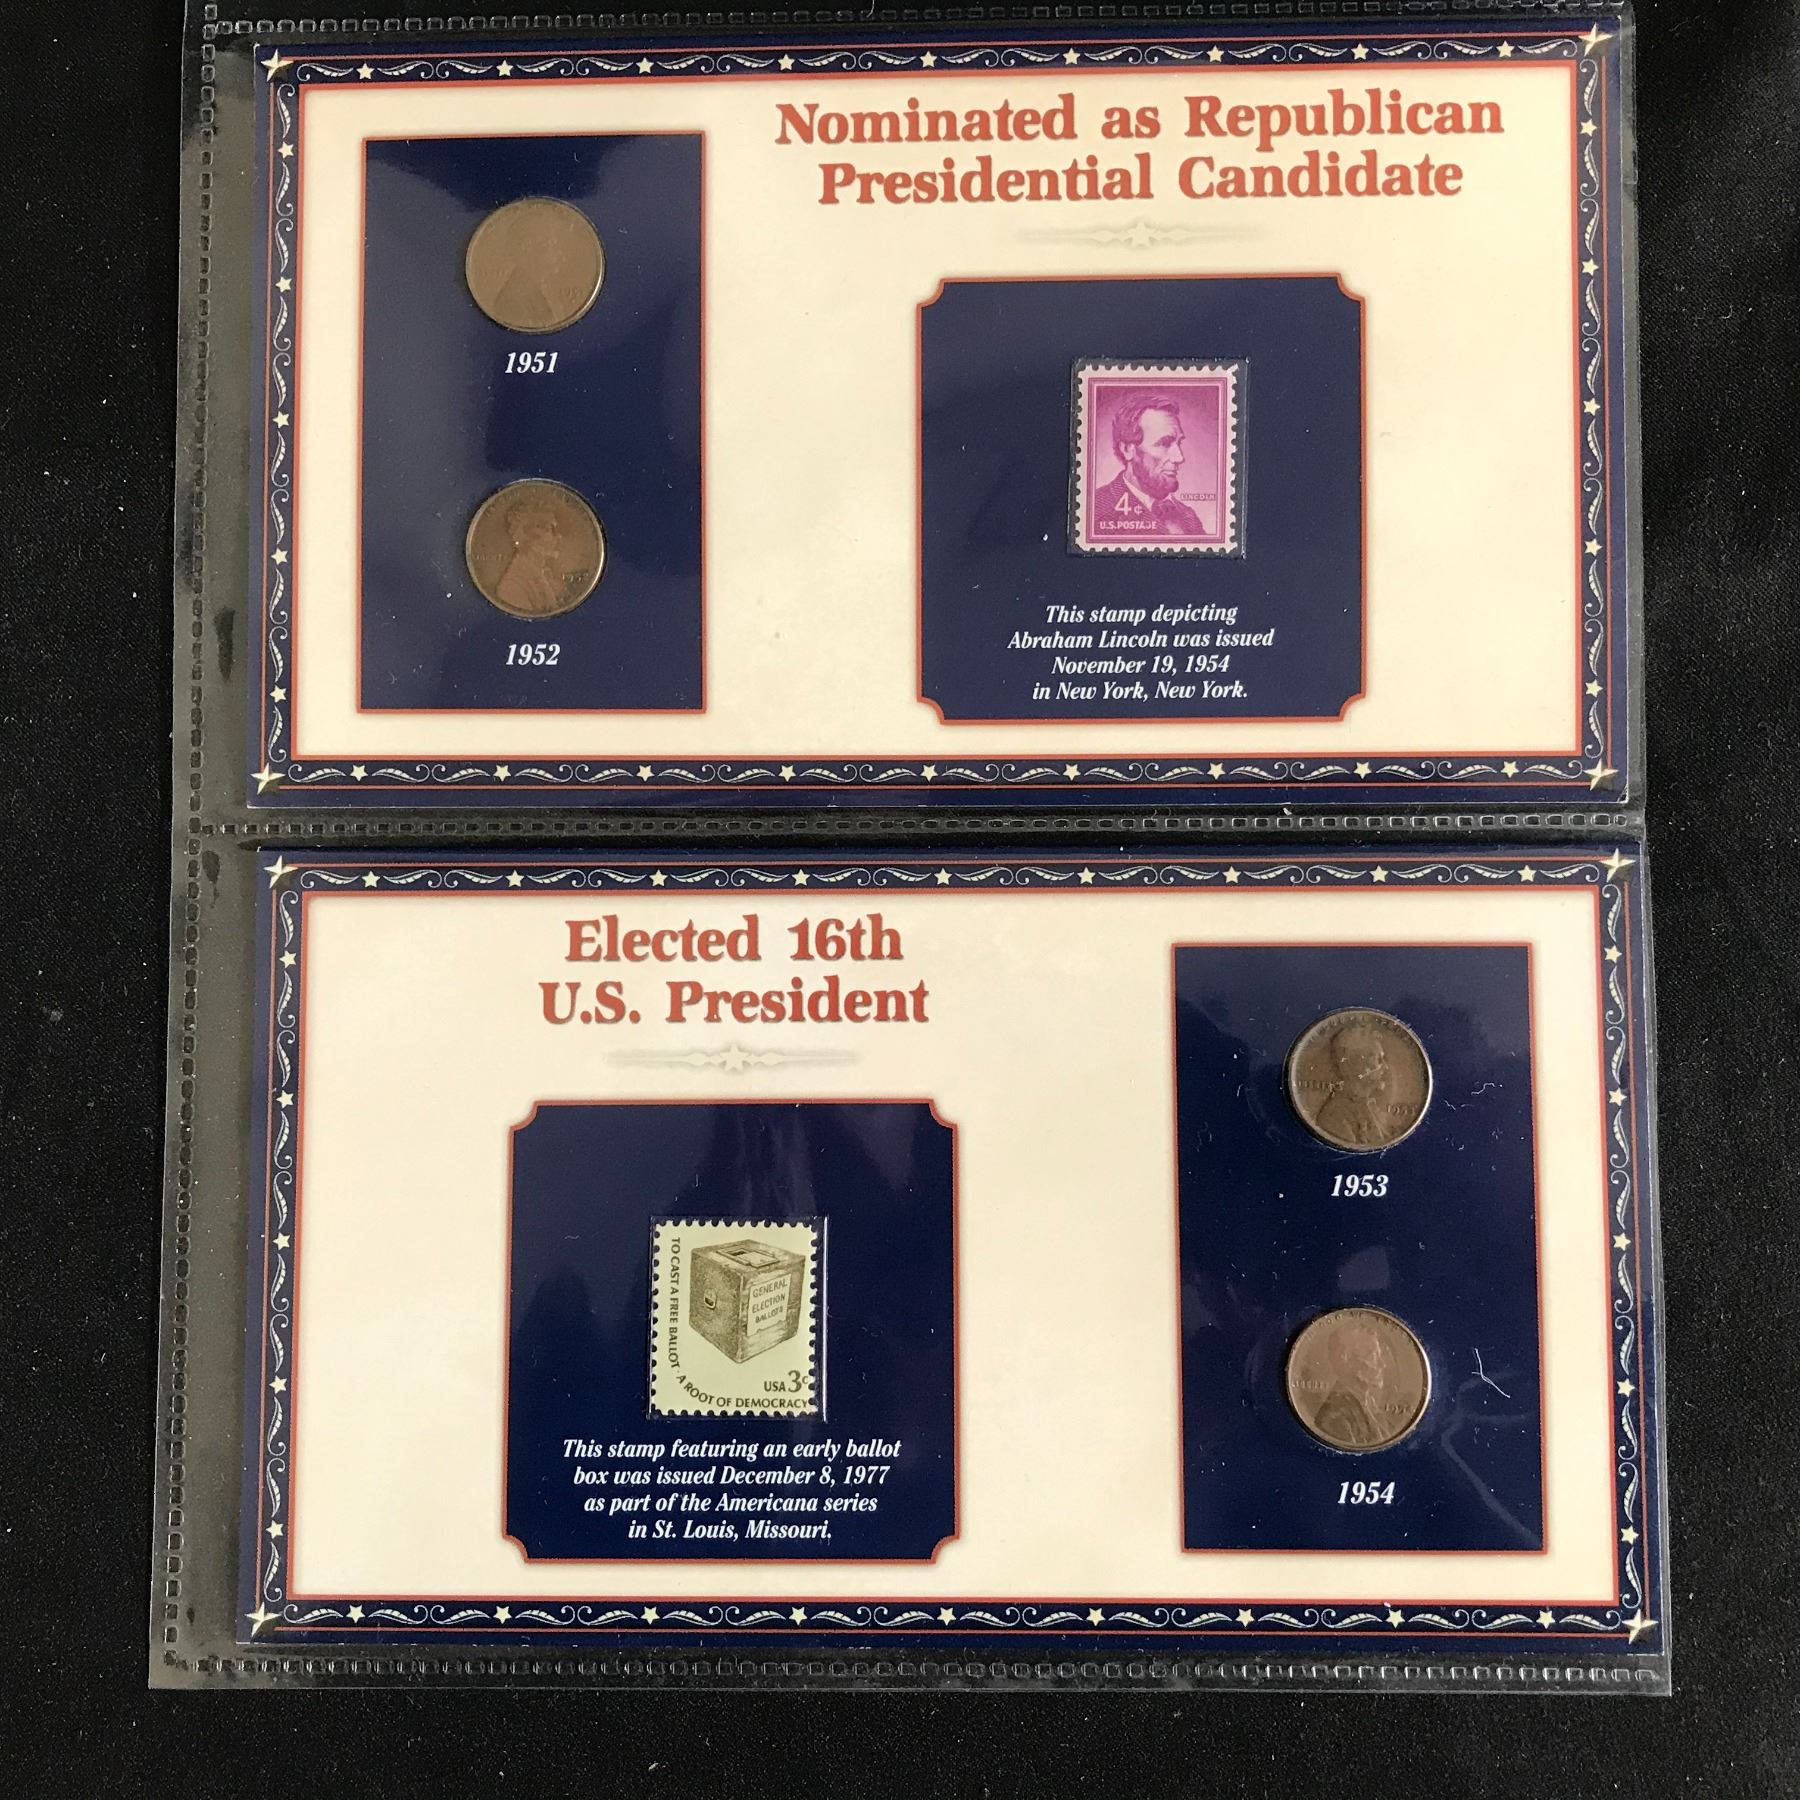 Nominated as Republican
Presidential Candidate
1951
1952
4¢
LINCOLN
U.S. POSTAGE
This stamp depicting
Abraham Lincoln was issued
November 19, 1954
in New York, New York.
Elected 16th
U.S. President
TO CAST A FREE BALLOT · A ROOT OF DEMOCRACY
GENERAL
ELECTION
BALLOTS
USA 3c
This stamp featuring an early ballot
box was issued December 8, 1977
as part of the Americana series
in St. Louis, Missouri.
LIBERTY
1953
1953
1954